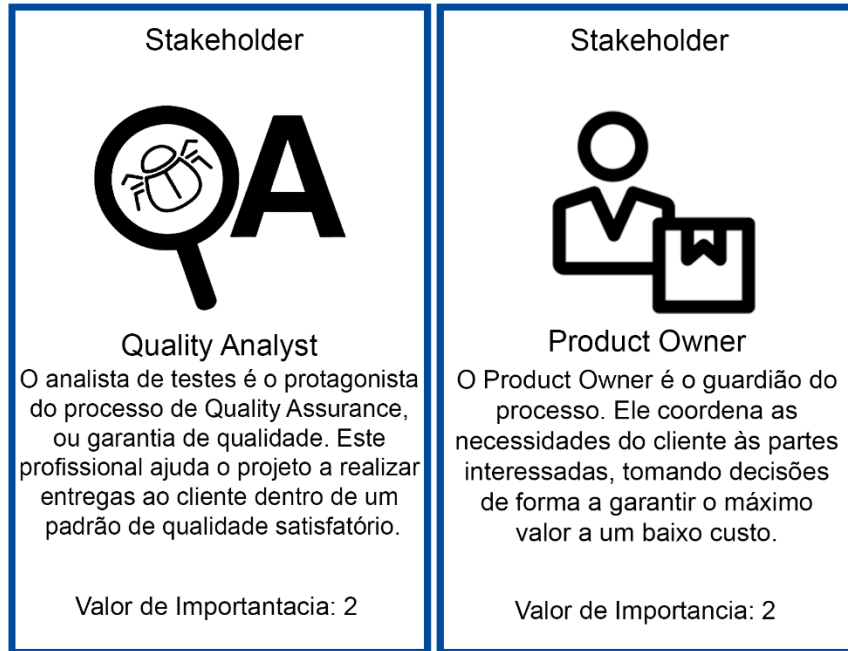 Stakeholder
QA
Quality Analyst
O analista de testes é o protagonista
do processo de Quality Assurance,
ou garantia de qualidade. Este
profissional ajuda o projeto a realizar
entregas ao cliente dentro de um
padrão de qualidade satisfatório.
Valor de Importantacia: 2
Stakeholder
Product Owner
O Product Owner é o guardião do
processo. Ele coordena as
necessidades do cliente às partes
interessadas, tomando decisões
de forma a garantir o máximo
valor a um baixo custo.
Valor de Importancia: 2